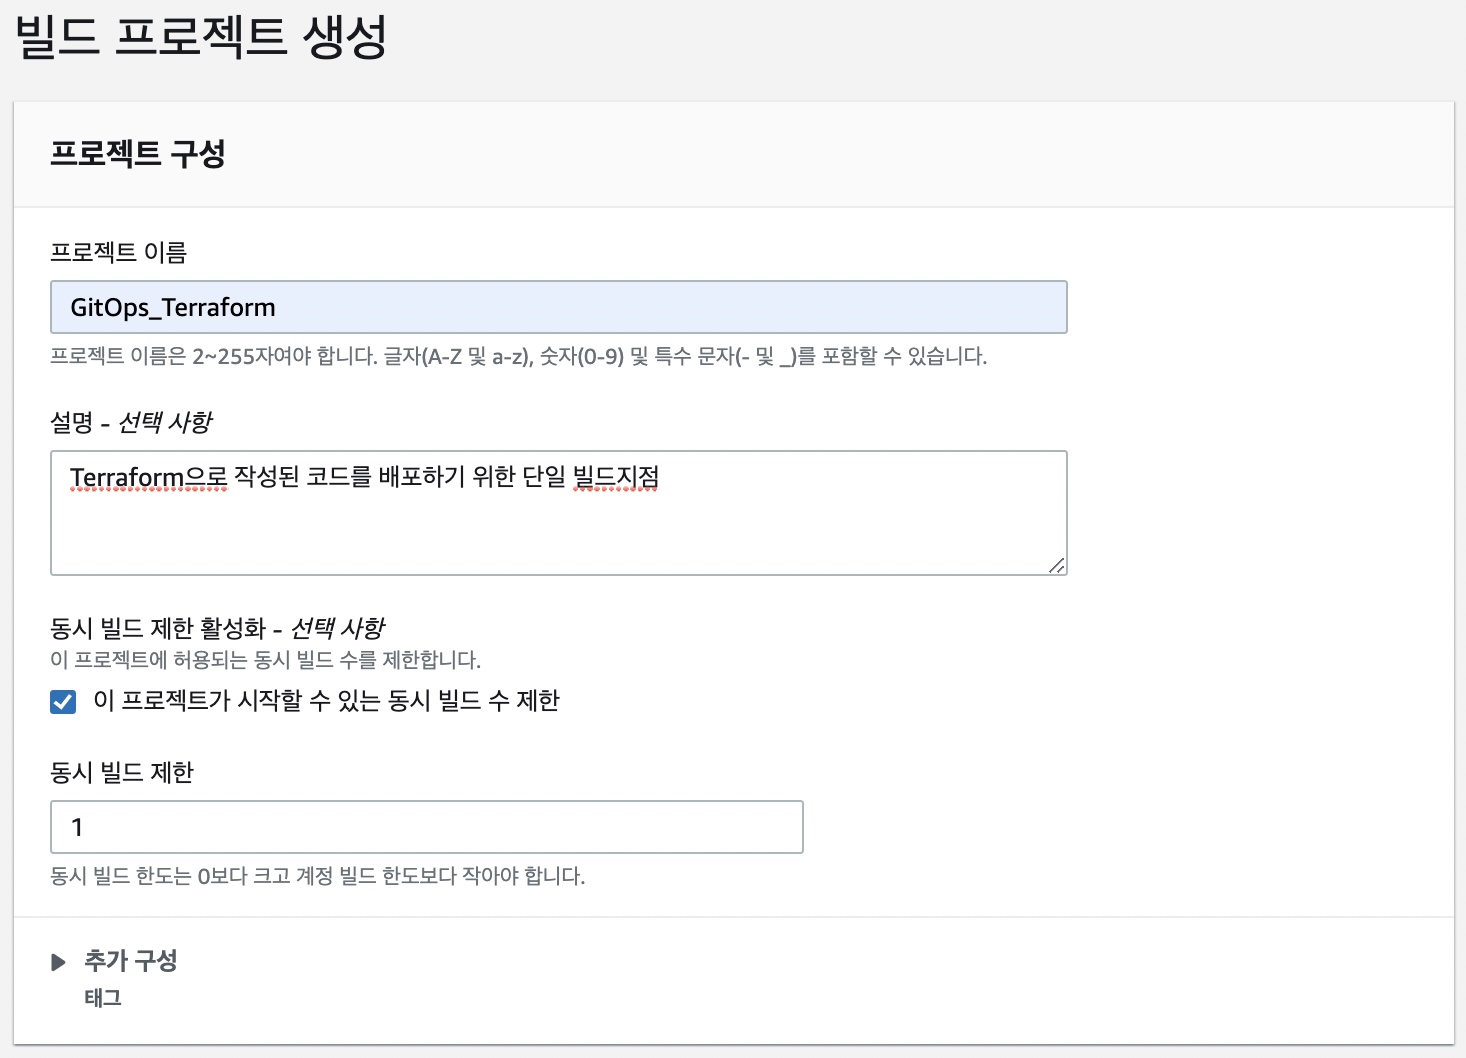 빌드 프로젝트 생성
프로젝트 구성
프로젝트 이름
GitOps_Terraform
프로젝트 이름은 2~255자여야 합니다. 글자(A-Z 및 a-z), 숫자(0-9) 및 특수 문자(- 및 _)를 포함할 수 있습니다.
설명 - 선택 사항
Terraform으로 작성된 코드를 배포하기 위한 단일 빌드지점
동시 빌드 제한 활성화 - 선택 사항
이 프로젝트에 허용되는 동시 빌드 수를 제한합니다.
이 프로젝트가 시작할 수 있는 동시 빌드 수 제한
동시 빌드 제한
1
동시 빌드 한도는 0보다 크고 계정 빌드 한도보다 작아야 합니다.
추가 구성
태그